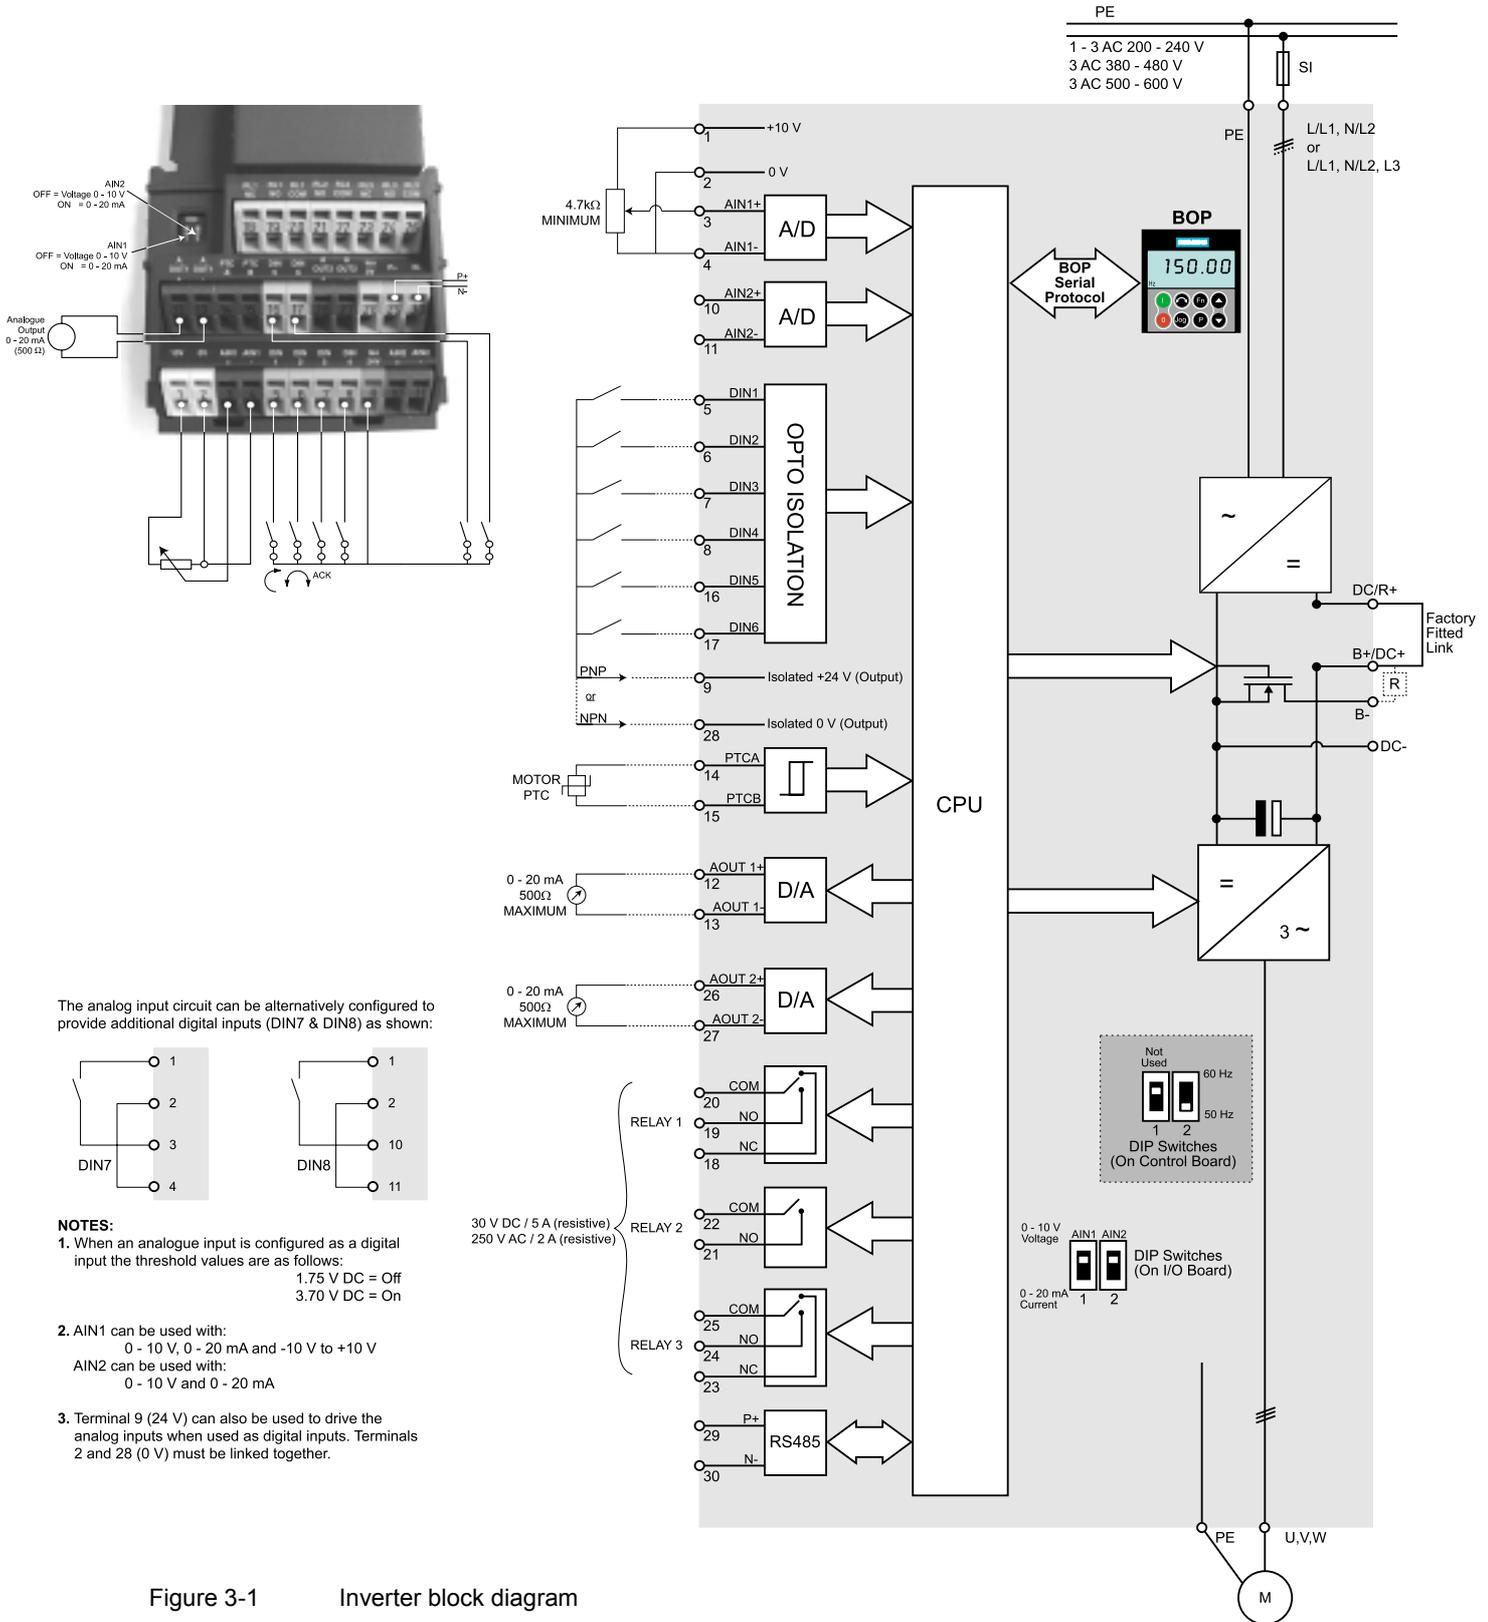 PE
1 - 3 AC 200 - 240 V
3 AC 380 - 480 V
3 AC 500 - 600 V
SI
PE
L/L1, N/L2
or
L/L1, N/L2, L3
AIN2
OFF = Voltage 0 - 10 V
ON = 0 - 20 mA
AIN1
OFF = Voltage 0 - 10 V
ON = 0 - 20 mA
P+
N-
Analogue
Output
0 - 20 mA
(500 Ω)
ACK
1
+10 V
2
0 V
4.7kΩ
MINIMUM
AIN1+
3
AIN1-
4
A/D
AIN2+
10
AIN2-
11
A/D
DIN1
5
DIN2
6
DIN3
7
DIN4
8
DIN5
16
DIN6
17
OPTO ISOLATION
PNP
or
NPN
9
Isolated +24 V (Output)
28
Isolated 0 V (Output)
MOTOR
PTC
PTCA
14
PTCB
15
0 - 20 mA
500Ω
MAXIMUM
AOUT 1+
12
AOUT 1-
13
D/A
0 - 20 mA
500Ω
MAXIMUM
AOUT 2+
26
AOUT 2-
27
D/A
30 V DC / 5 A (resistive)
250 V AC / 2 A (resistive)
RELAY 1
COM
20
NO
19
NC
18
RELAY 2
COM
22
NO
21
RELAY 3
COM
25
NO
24
NC
23
P+
29
N-
30
RS485
CPU
BOP
Serial
Protocol
BOP
SIEMENS
150.00
Hz
I
Fn
0
Jog
P
~
=
DC/R+
Factory
Fitted
Link
B+/DC+
R
B-
DC-
=
3 ~
Not
Used
60 Hz
50 Hz
1 2
DIP Switches
(On Control Board)
0 - 10 V
Voltage
AIN1 AIN2
DIP Switches
(On I/O Board)
0 - 20 mA
Current
1 2
PE
U,V,W
M
The analog input circuit can be alternatively configured to
provide additional digital inputs (DIN7 & DIN8) as shown:
1
2
3
4
DIN7
1
2
10
11
DIN8
NOTES:
1. When an analogue input is configured as a digital
input the threshold values are as follows:
1.75 V DC = Off
3.70 V DC = On
2. AIN1 can be used with:
0 - 10 V, 0 - 20 mA and -10 V to +10 V
AIN2 can be used with:
0 - 10 V and 0 - 20 mA
3. Terminal 9 (24 V) can also be used to drive the
analog inputs when used as digital inputs. Terminals
2 and 28 (0 V) must be linked together.
Figure 3-1 Inverter block diagram